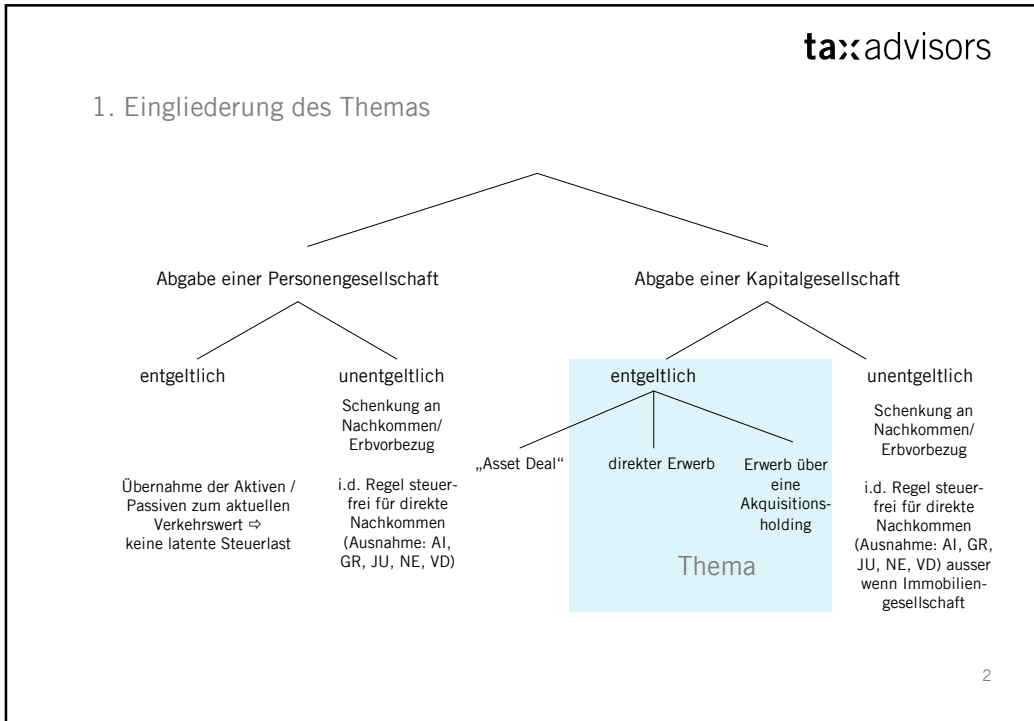 tax advisors
1. Eingliederung des Themas
Abgabe einer Personengesellschaft
Abgabe einer Kapitalgesellschaft
entgeltlich
Übernahme der Aktiven /
Passiven zum aktuellen
Verkehrswert ⇨
keine latente Steuerlast
unentgeltlich
Schenkung an
Nachkommen/
Erbvorbezug
i.d. Regel steuer-
frei für direkte
Nachkommen
(Ausnahme: AI,
GR, JU, NE, VD)
entgeltlich
„Asset Deal“
direkter Erwerb
Erwerb über
eine
Akquisitions-
holding
Thema
unentgeltlich
Schenkung an
Nachkommen/
Erbvorbezug
i.d. Regel steuer-
frei für direkte
Nachkommen
(Ausnahme: AI, GR,
JU, NE, VD) ausser
wenn Immobilien-
gesellschaft
2